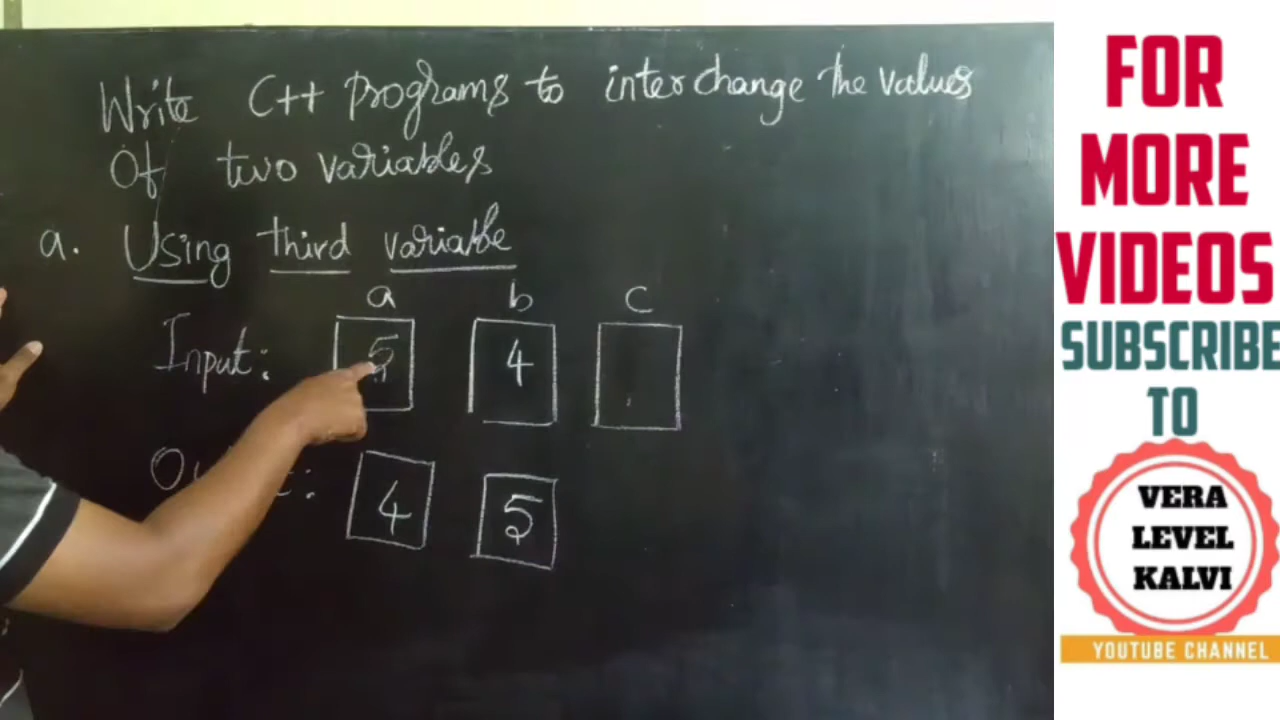 Write C++ programs to interchange the values
Of two variables
a. Using third variable
a b c
Input: 5 4
4 5
FOR
MORE
VIDEOS
SUBSCRIBE
TO
VERA
LEVEL
KALVI
YOUTUBE CHANNEL